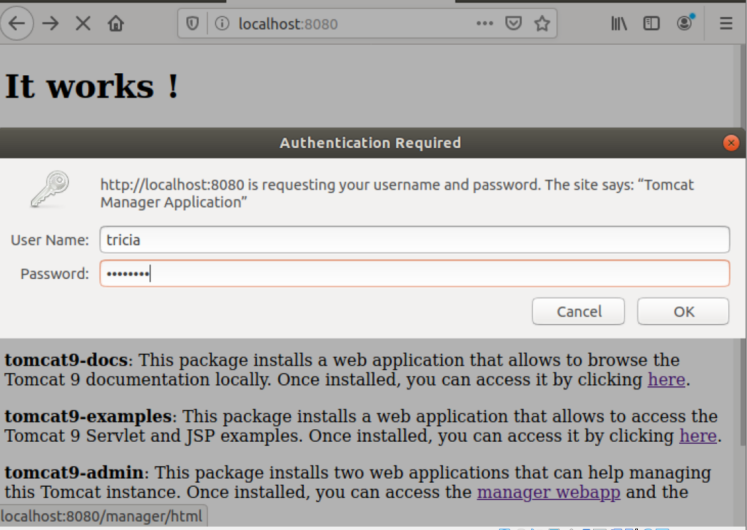 localhost:8080
It works !
Authentication Required
http://localhost:8080 is requesting your username and password. The site says: “Tomcat
Manager Application”
User Name: tricia
Password: ••••••••
Cancel OK
tomcat9-docs: This package installs a web application that allows to browse the
Tomcat 9 documentation locally. Once installed, you can access it by clicking here.
tomcat9-examples: This package installs a web application that allows to access the
Tomcat 9 Servlet and JSP examples. Once installed, you can access it by clicking here.
tomcat9-admin: This package installs two web applications that can help managing
this Tomcat instance. Once installed, you can access the manager webapp and the
localhost:8080/manager/html